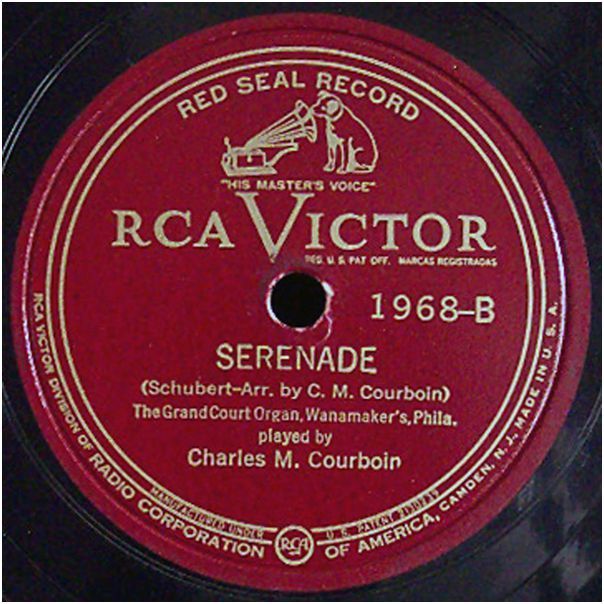 RED SEAL RECORD
"HIS MASTER'S VOICE"
RCA VICTOR
REG. U. S. PAT. OFF. MARCAS REGISTRADAS
1968-B
SERENADE
(Schubert-Arr. by C. M. Courboin)
The Grand Court Organ, Wanamaker's, Phila.
played by
Charles M. Courboin
MANUFACTURED UNDER
RCA
U. S. PATENT
RCA VICTOR DIVISION OF RADIO CORPORATION OF AMERICA, CAMDEN, N. J. MADE IN U. S. A.